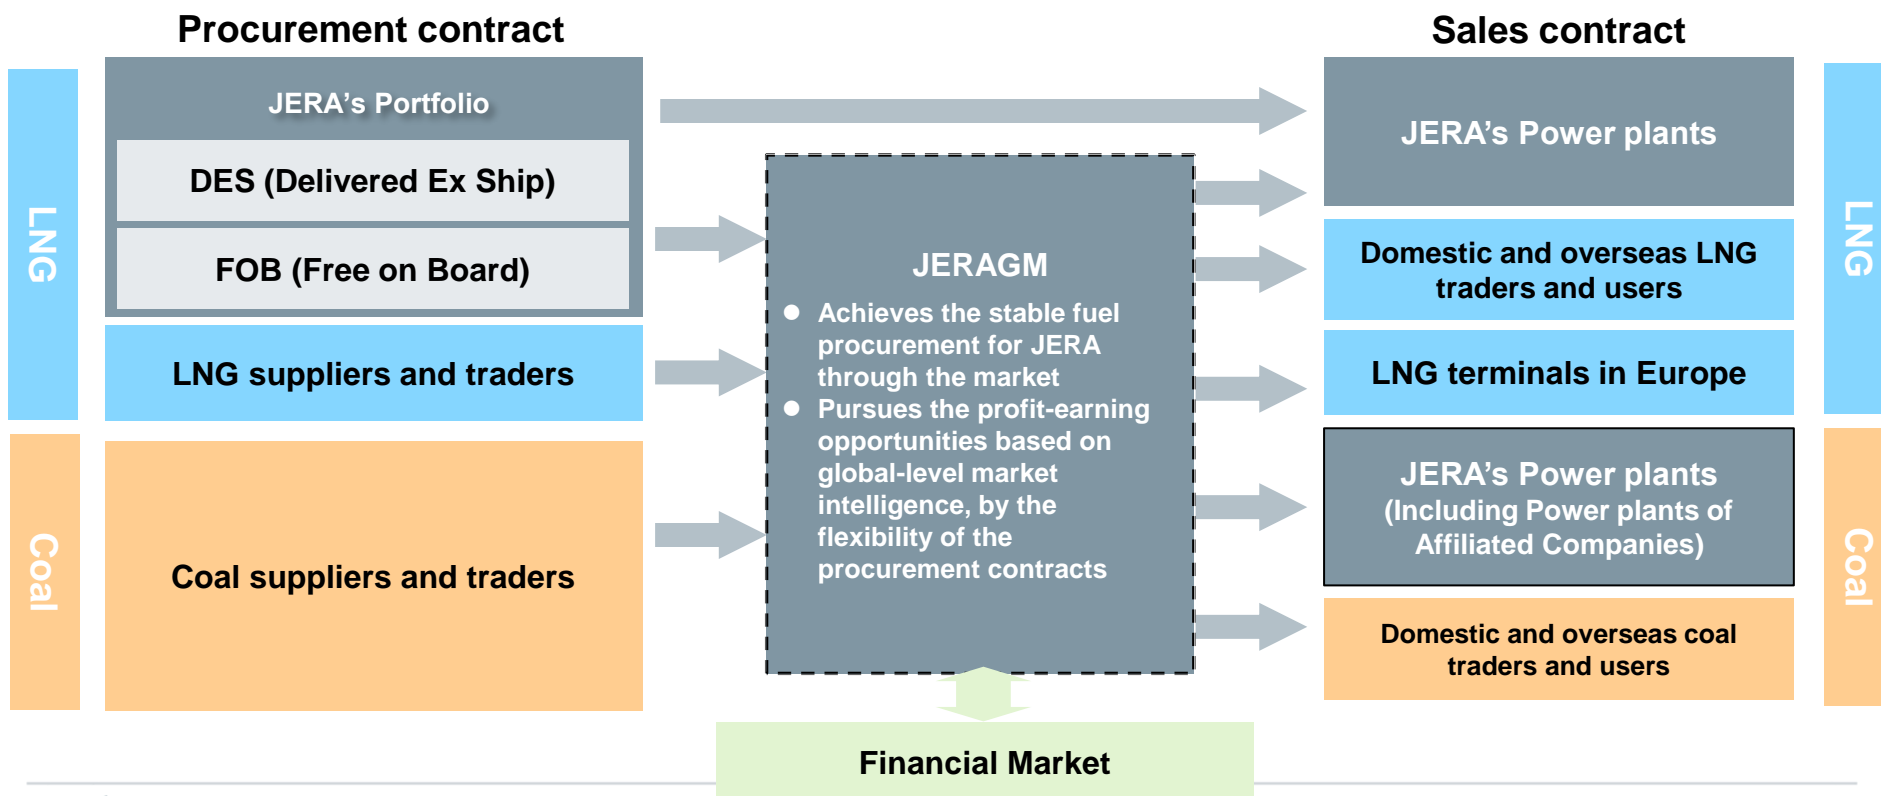 Procurement contract
Sales contract
LNG
JERA's Portfolio
DES (Delivered Ex Ship)
FOB (Free on Board)
LNG suppliers and traders
Coal
Coal suppliers and traders
JERAGM
● Achieves the stable fuel
procurement for JERA
through the market
● Pursues the profit-earning
opportunities based on
global-level market
intelligence, by the
flexibility of the
procurement contracts
Financial Market
JERA's Power plants
Domestic and overseas LNG
traders and users
LNG terminals in Europe
LNG
JERA's Power plants
(Including Power plants of
Affiliated Companies)
Domestic and overseas coal
traders and users
Coal